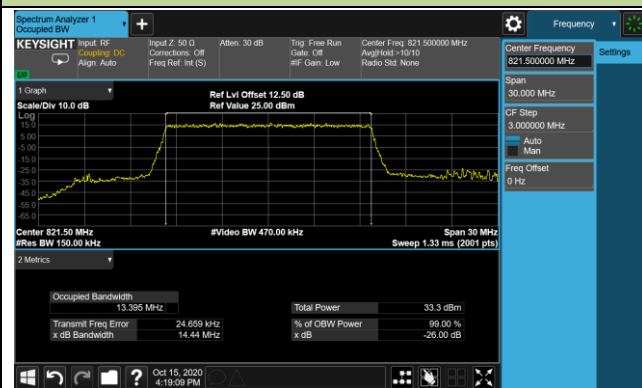 Spectrum Analyzer 1
Occupied BW
Frequency
KEYSIGHT
Input: RF
Coupling: DC
Align: Auto
Input Z: 50 Ω
Corrections: Off
Freq Ref: Int (S)
Atten: 30 dB
Trig: Free Run
Gate: Off
#IF Gain: Low
Center Freq: 821.500000 MHz
Avg|Hold:>10/10
Radio Std: None
Center Frequency
821.500000 MHz
Settings
Span
30.000 MHz
CF Step
3.000000 MHz
Auto
Man
Freq Offset
0 Hz
1 Graph
Scale/Div 10.0 dB
Ref Lvl Offset 12.50 dB
Ref Value 25.00 dBm
Log
15.0
5.00
-5.00
-15.0
-25.0
-35.0
-45.0
-55.0
-65.0
Center 821.50 MHz
#Res BW 150.00 kHz
#Video BW 470.00 kHz
Span 30 MHz
Sweep 1.33 ms (2001 pts)
2 Metrics
Occupied Bandwidth
13.395 MHz
Total Power 33.3 dBm
Transmit Freq Error 24.659 kHz
% of OBW Power 99.00 %
x dB Bandwidth 14.44 MHz
x dB -26.00 dB
?
Oct 15, 2020
4:19:09 PM